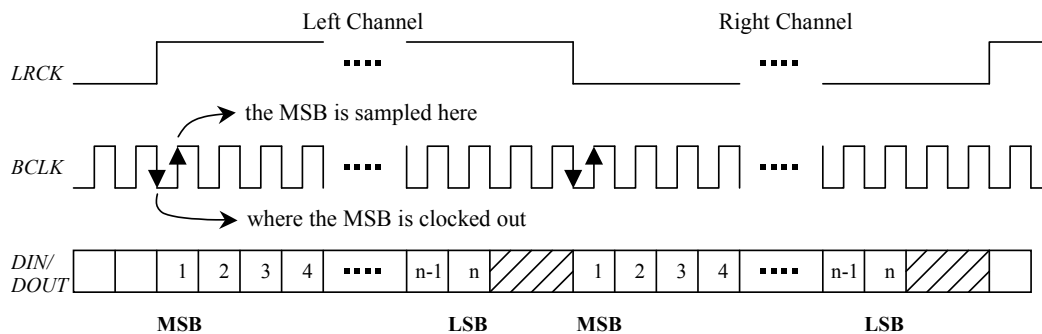 Left Channel Right Channel
LRCK
the MSB is sampled here
BCLK
where the MSB is clocked out
DIN/
DOUT
1 2 3 4 n-1 n 1 2 3 4 n-1 n
MSB LSB MSB LSB